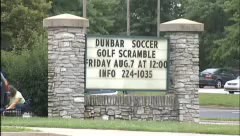 DUNBAR SOCCER
GOLF SCRAMBLE
FRIDAY AUG.7 AT 12:00
INFO 224-1035